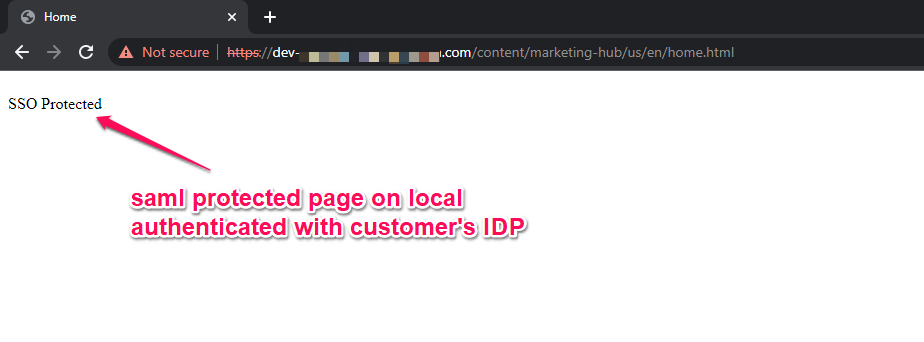 Home
Not secure | https://dev- .com/content/marketing-hub/us/en/home.html
SSO Protected
saml protected page on local
authenticated with customer's IDP